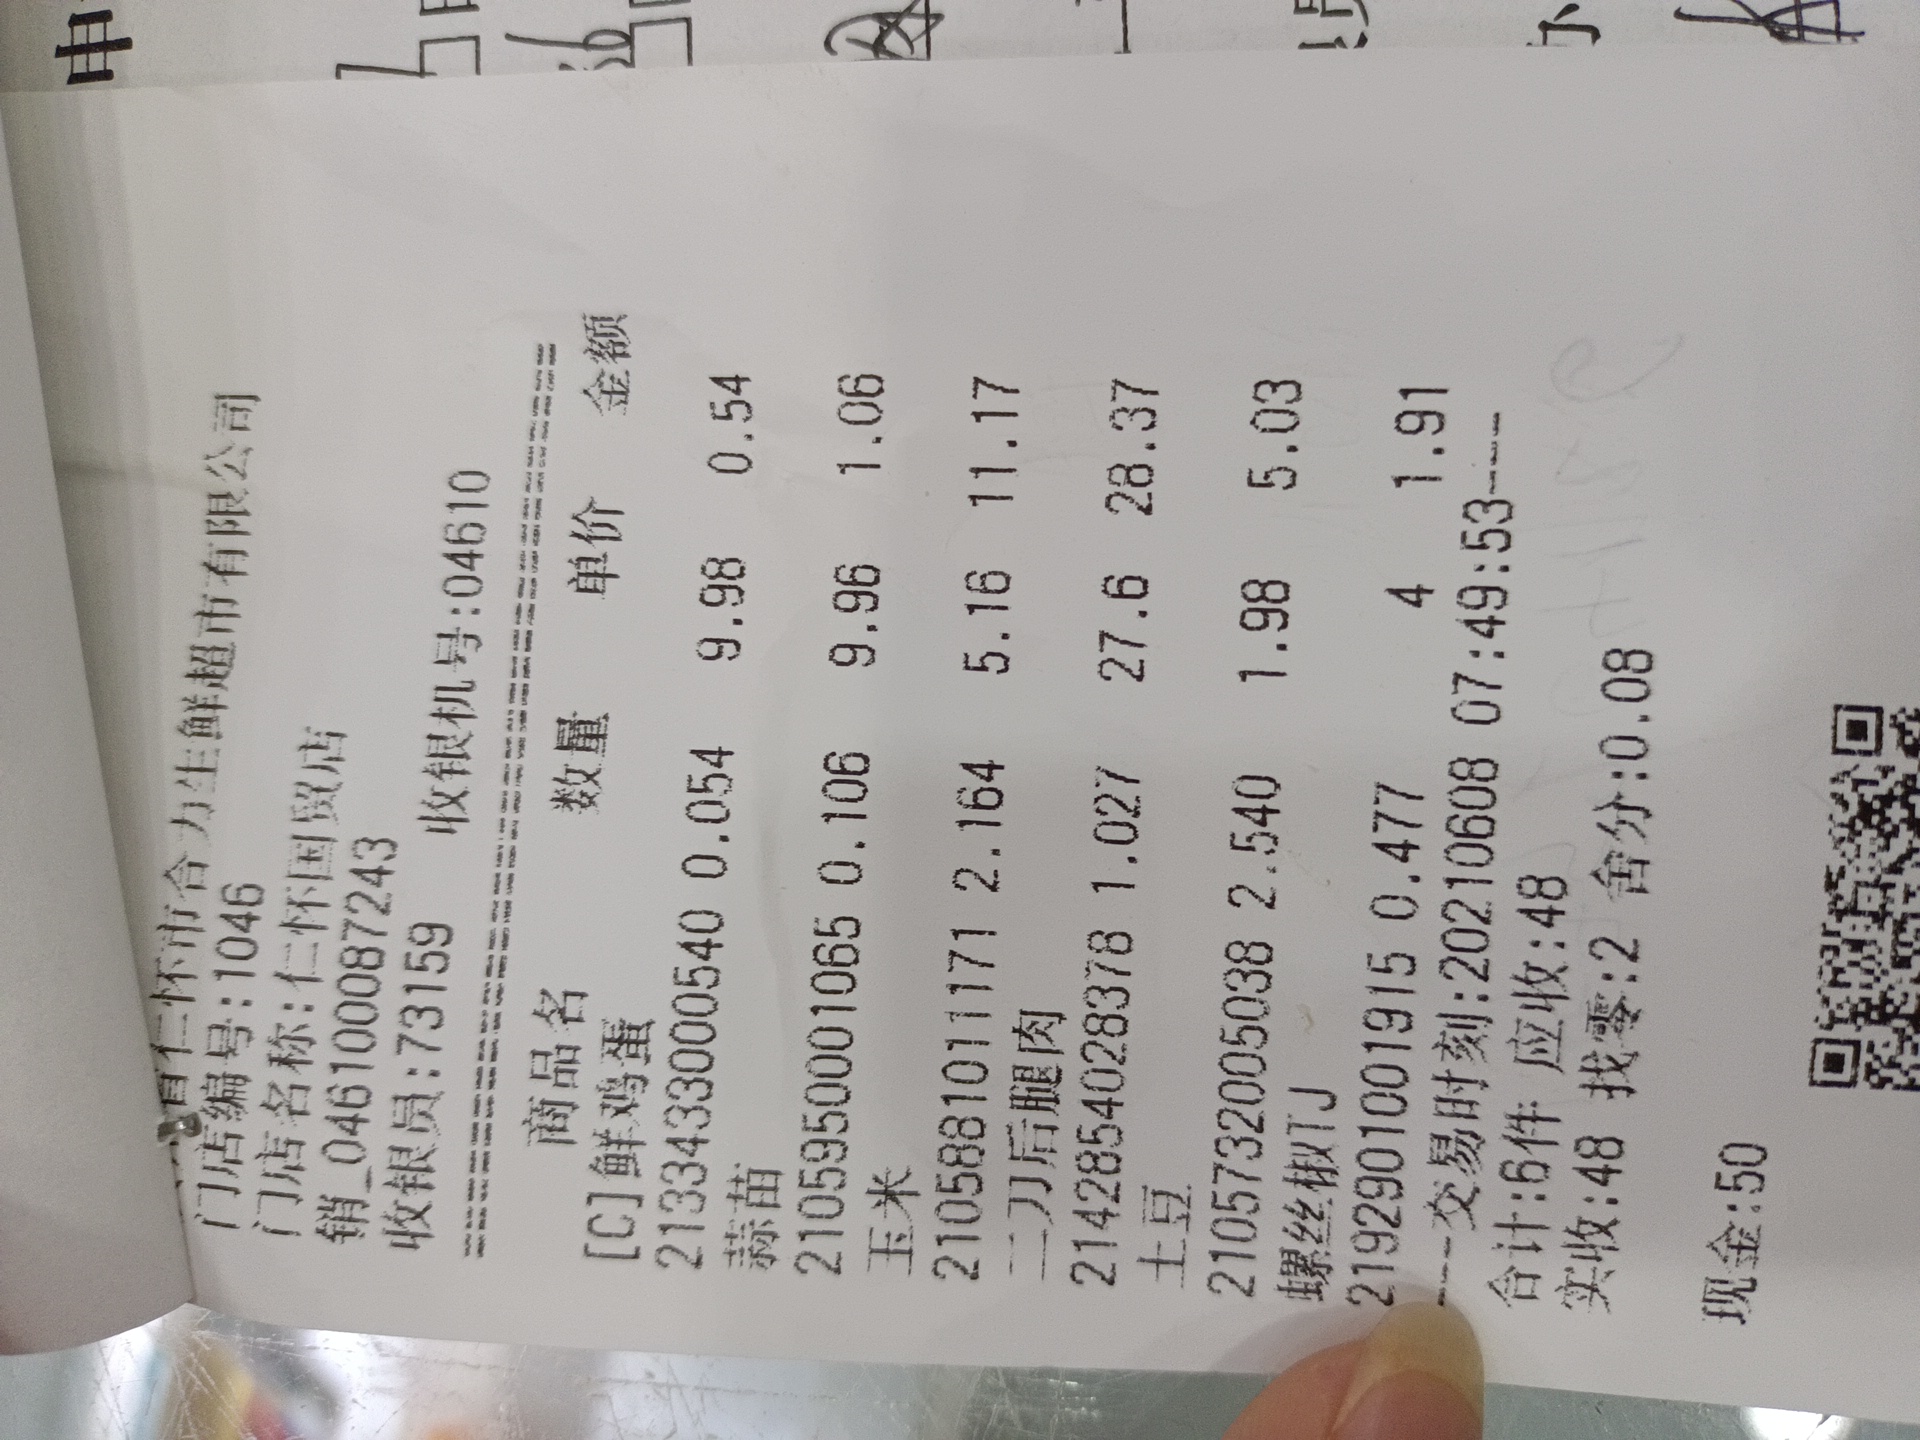 省仁怀市合力生鲜超市有限公司
门店编号:1046
门店名称:仁怀国贸店
销_04610008​7243
收银员:73159 收银机号:04610
商品名 数量 单价 金额
[C]鲜鸡蛋
2133433000540 0.054 9.98 0.54
蒜苗
2105950001065 0.106 9.96 1.06
玉米
2105881011171 2.164 5.16 11.17
二刀后腿肉
2142854028378 1.027 27.6 28.37
土豆
2105732005038 2.540 1.98 5.03
螺丝椒TJ
2192901001915 0.477 4 1.91
----交易时刻:20210608 07:49:53----
合计:6件 应收:48
实收:48 找零:2 舍分:0.08
现金:50